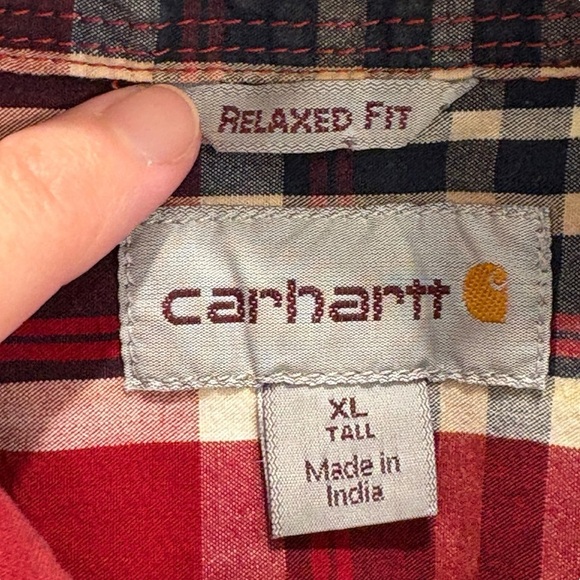 RELAXED FIT
carhartt
XL
TALL
Made in
India